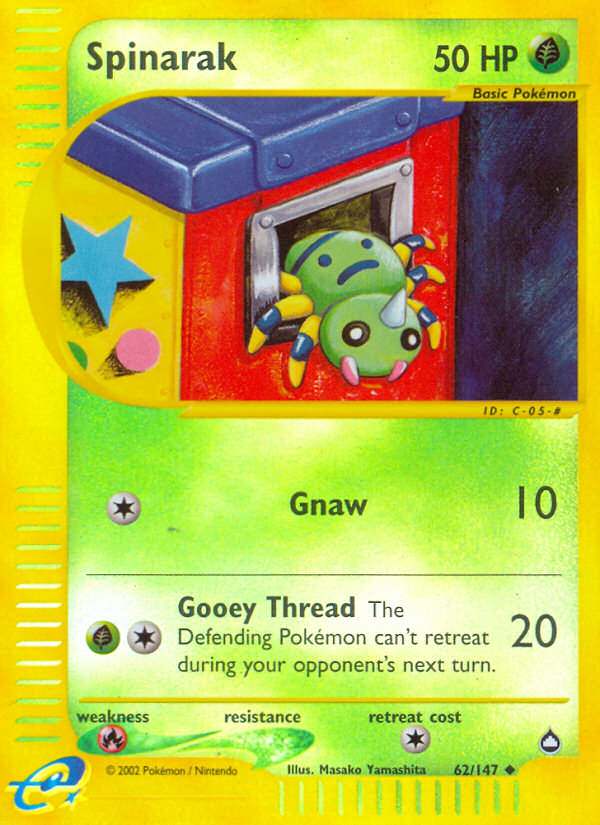 Spinarak 50 HP
Basic Pokémon
ID: C-05-#
Gnaw 10
Gooey Thread The
Defending Pokémon can't retreat
during your opponent's next turn.
20
weakness resistance retreat cost
© 2002 Pokémon / Nintendo Illus. Masako Yamashita 62/147
e